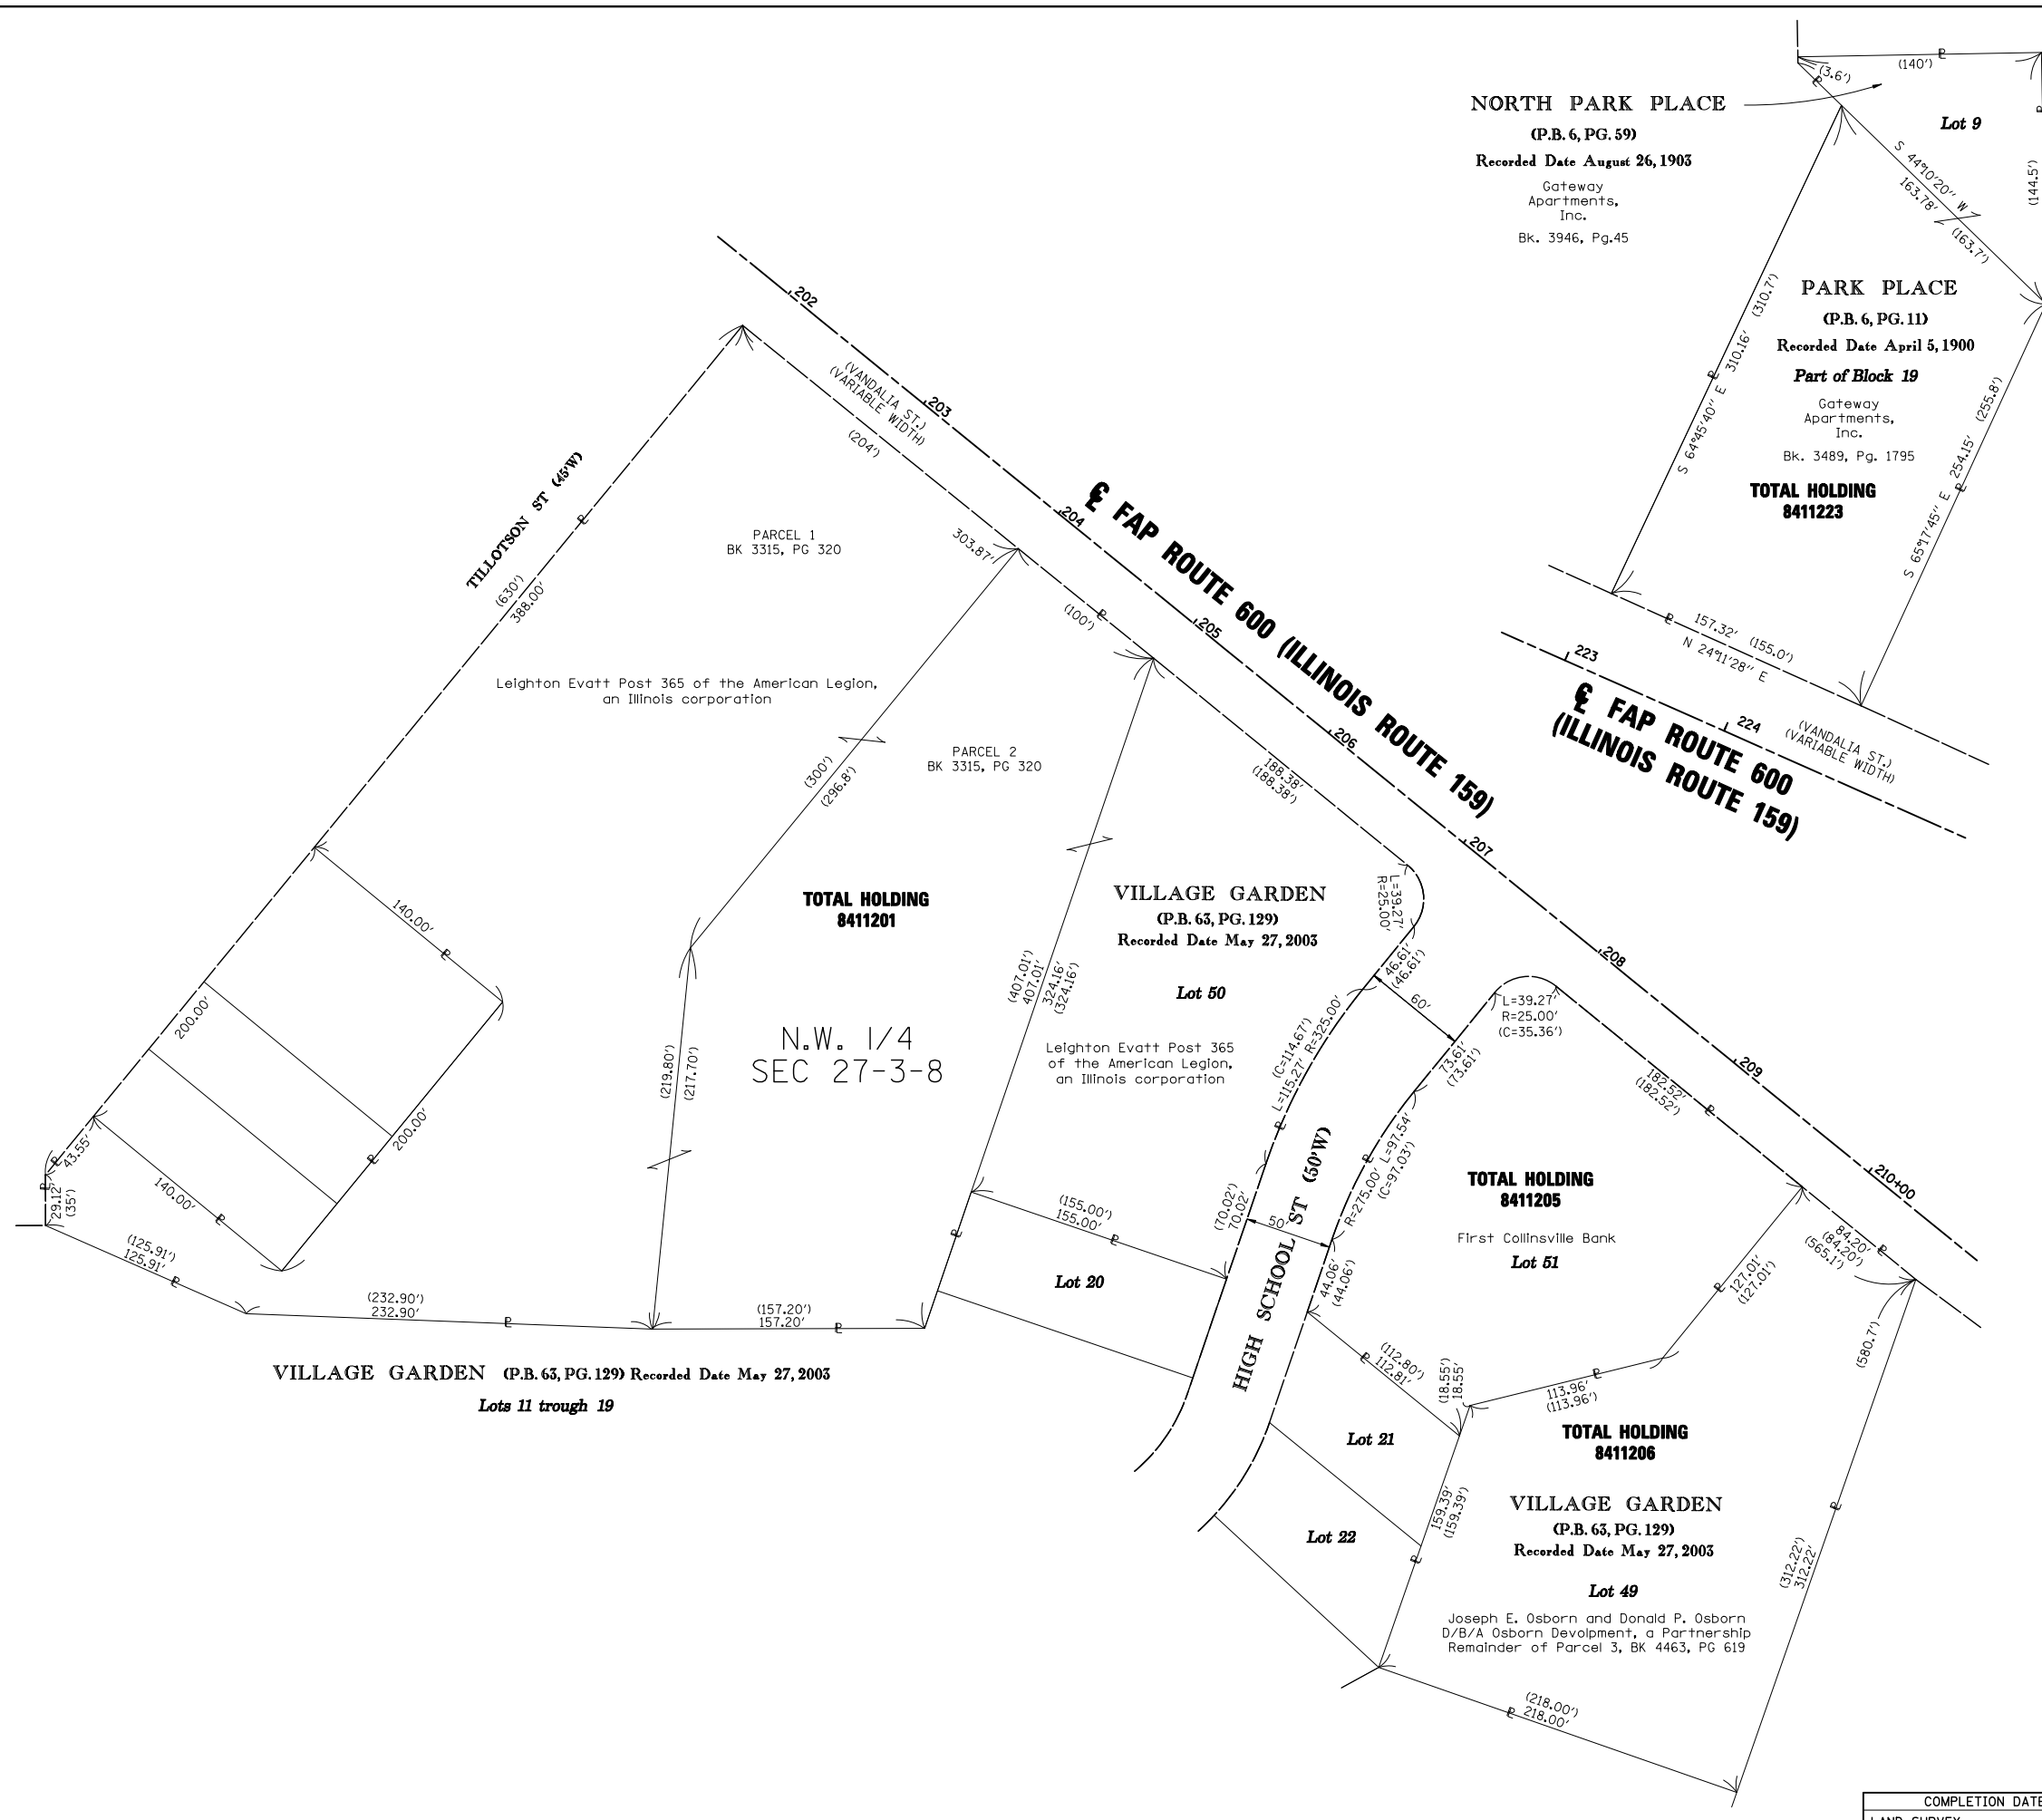 (3.6')
(140')
NORTH PARK PLACE
(P.B. 6, PG. 59)
Recorded Date August 26, 1903
Gateway
Apartments,
Inc.
Bk. 3946, Pg.45
Lot 9
(144.5')
S 44°10'20" W
163.78'
(163.7')
PARK PLACE
(P.B. 6, PG. 11)
Recorded Date April 5, 1900
Part of Block 19
Gateway
Apartments,
Inc.
Bk. 3489, Pg. 1795
TOTAL HOLDING
8411223
S 64°45'40" E 310.16' (310.7')
S 65°17'45" E 254.15' (255.8')
157.32' (155.0')
N 24°11'28" E
223
224
℄ FAP ROUTE 600
(ILLINOIS ROUTE 159)
(VANDALIA ST.)
(VARIABLE WIDTH)
202
203
204
205
206
207
208
209
210+00
(VANDALIA ST.)
(VARIABLE WIDTH)
℄ FAP ROUTE 600 (ILLINOIS ROUTE 159)
(204')
303.87'
(100')
188.38'
(188.38')
TILLOTSON ST (45'W)
(630')
388.00'
PARCEL 1
BK 3315, PG 320
Leighton Evatt Post 365 of the American Legion,
an Illinois corporation
PARCEL 2
BK 3315, PG 320
(300')
(296.8')
TOTAL HOLDING
8411201
140.00'
200.00'
200.00'
140.00'
43.55'
29.12'
(35')
(125.91')
125.91'
(232.90')
232.90'
(157.20')
157.20'
(219.80')
(217.70')
N.W. 1/4
SEC 27-3-8
(407.01')
407.01'
324.16'
(324.16')
VILLAGE GARDEN
(P.B. 63, PG. 129)
Recorded Date May 27, 2003
Lot 50
Leighton Evatt Post 365
of the American Legion,
an Illinois corporation
L=39.27'
R=25.00'
46.61'
(46.61')
60'
(C=114.67')
L=115.27' R=325.00'
L=39.27'
R=25.00'
(C=35.36')
73.61'
(73.61')
R=275.00' L=97.54'
(C=97.03')
(70.02')
70.02'
50'
HIGH SCHOOL ST (50'W)
44.06'
(44.06')
(155.00')
155.00'
Lot 20
182.52'
(182.52')
TOTAL HOLDING
8411205
First Collinsville Bank
Lot 51
84.20'
(84.20')
(565.1')
127.01'
(127.01')
(580.7')
(112.80')
112.81'
(18.55')
18.55'
113.96'
(113.96')
VILLAGE GARDEN (P.B. 63, PG. 129) Recorded Date May 27, 2003
Lots 11 trough 19
Lot 21
Lot 22
159.39'
(159.39')
TOTAL HOLDING
8411206
VILLAGE GARDEN
(P.B. 63, PG. 129)
Recorded Date May 27, 2003
Lot 49
Joseph E. Osborn and Donald P. Osborn
D/B/A Osborn Devolpment, a Partnership
Remainder of Parcel 3, BK 4463, PG 619
(312.22')
312.22'
(218.00')
218.00'
COMPLETION DATE